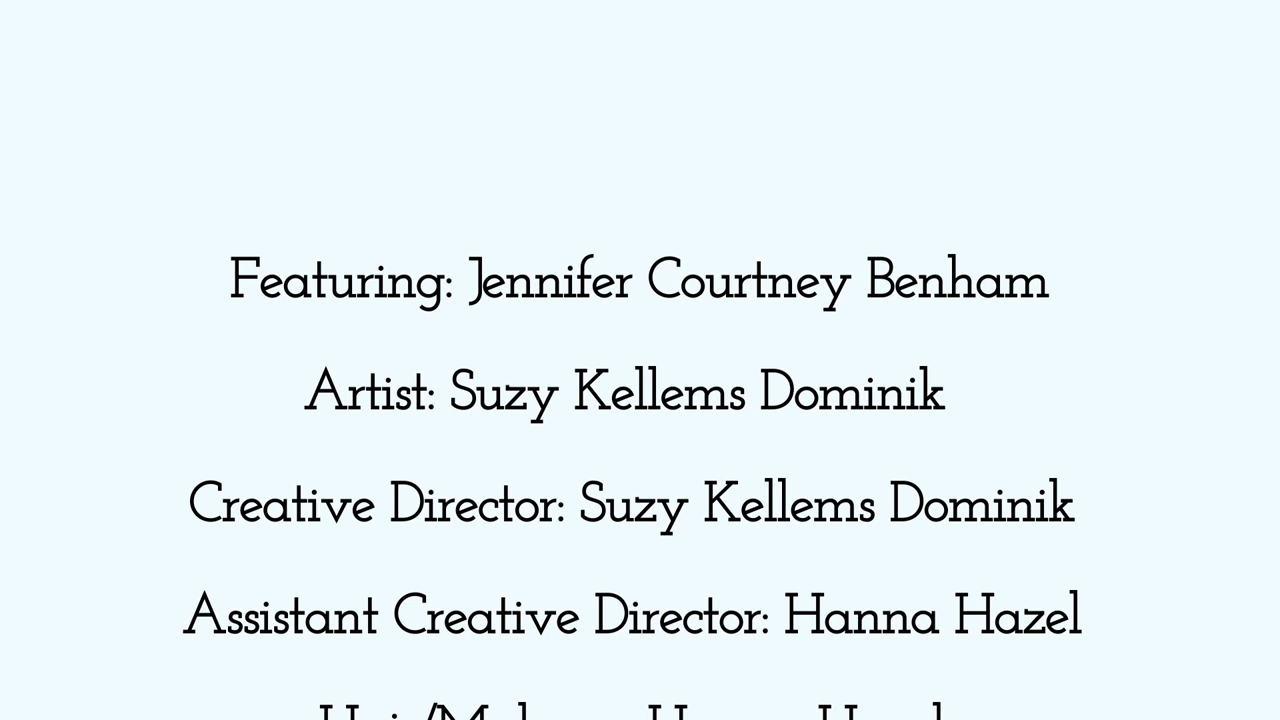 Featuring: Jennifer Courtney Benham
Artist: Suzy Kellems Dominik
Creative Director: Suzy Kellems Dominik
Assistant Creative Director: Hanna Hazel